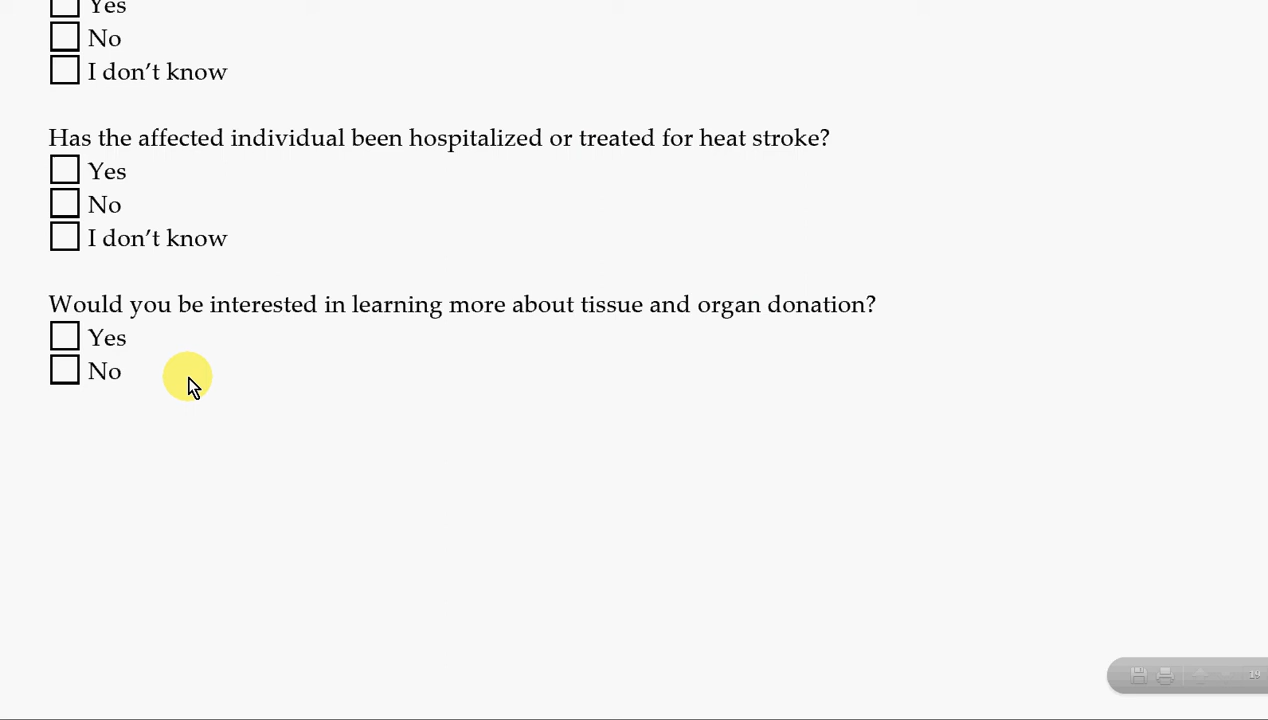 Yes
No
I don't know
Has the affected individual been hospitalized or treated for heat stroke?
Yes
No
I don't know
Would you be interested in learning more about tissue and organ donation?
Yes
No
19